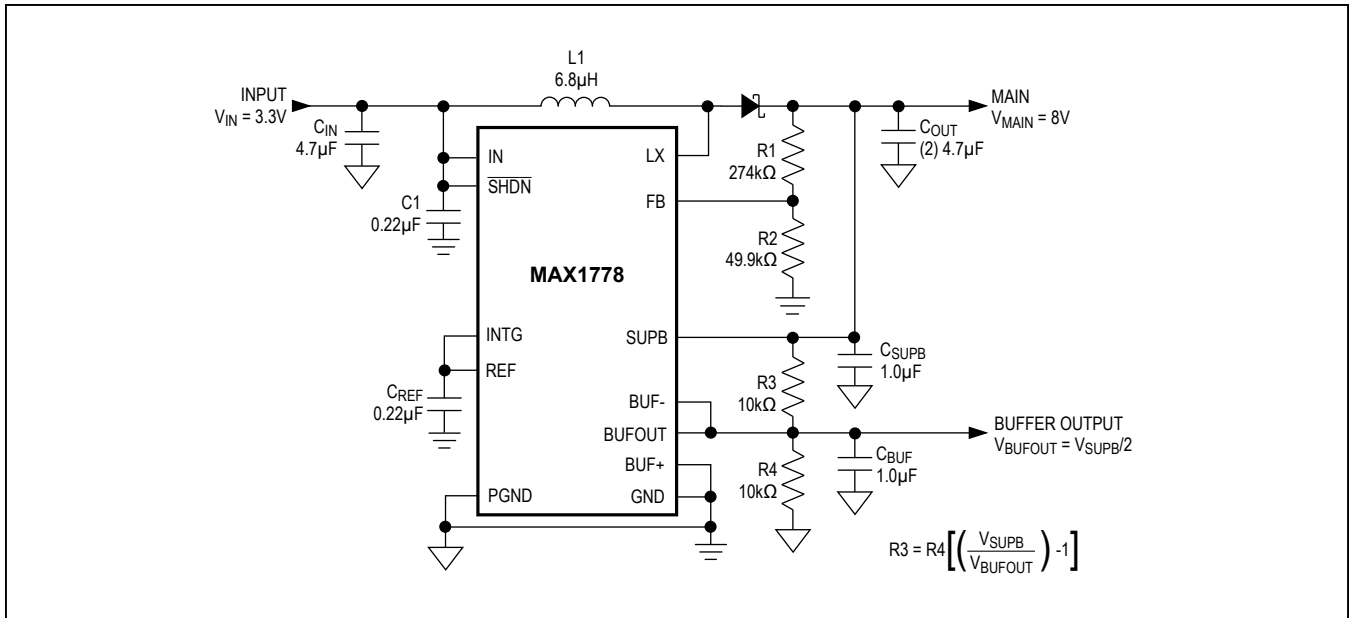 L1
6.8µH
INPUT
V_IN = 3.3V
MAIN
V_MAIN = 8V
C_IN
4.7µF
C_OUT
(2) 4.7µF
IN
LX
R1
274kΩ
SHDN
FB
C1
0.22µF
R2
49.9kΩ
MAX1778
INTG
SUPB
C_SUPB
1.0µF
REF
R3
10kΩ
C_REF
0.22µF
BUF-
BUFOUT
BUFFER OUTPUT
V_BUFOUT = V_SUPB/2
C_BUF
1.0µF
BUF+
R4
10kΩ
PGND
GND
R3 = R4[(V_SUPB/V_BUFOUT) -1]